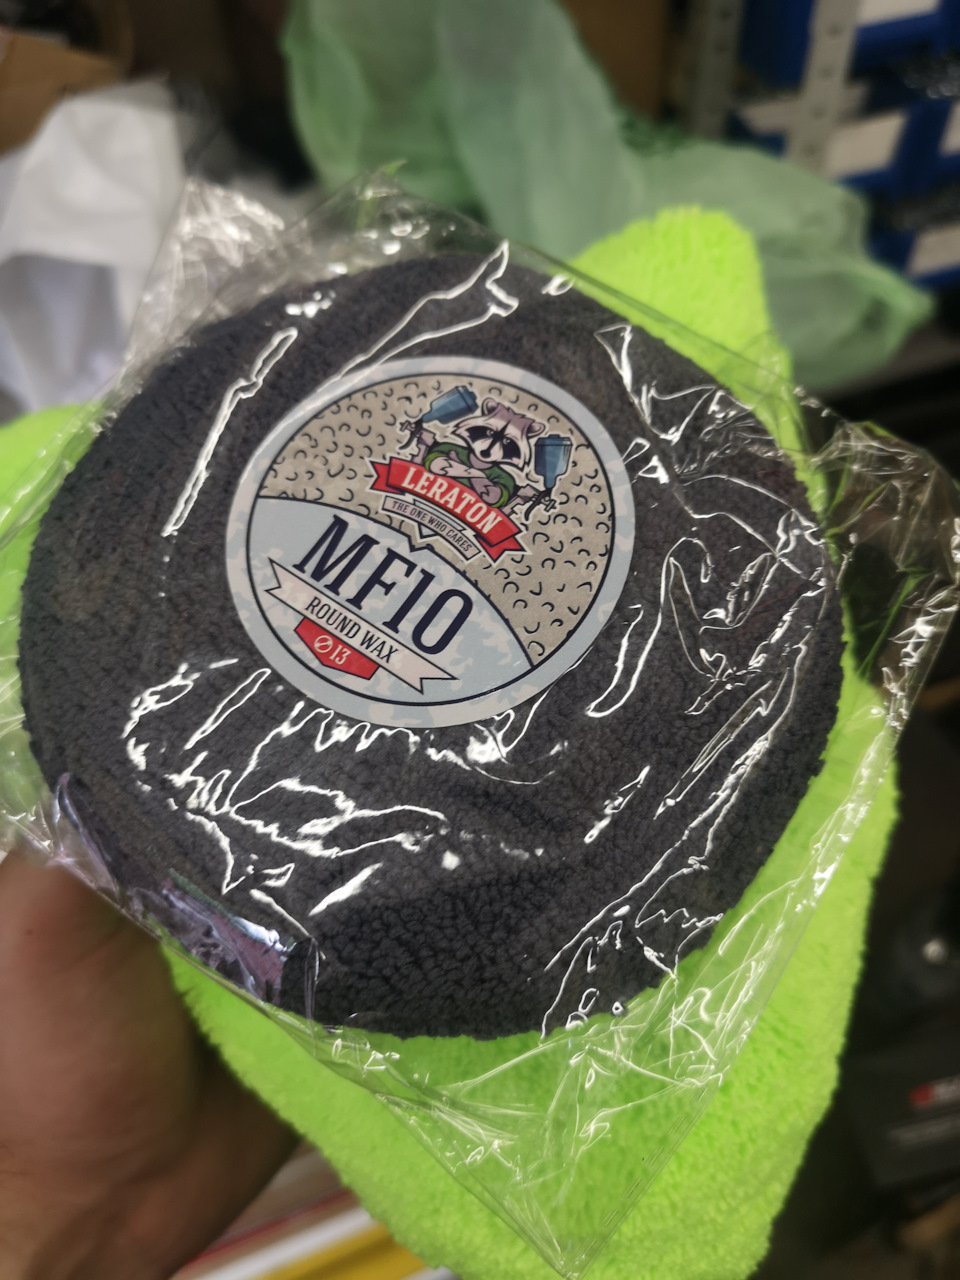 LERATON
THE ONE WHO CARES
MF10
ROUND WAX
Ø13